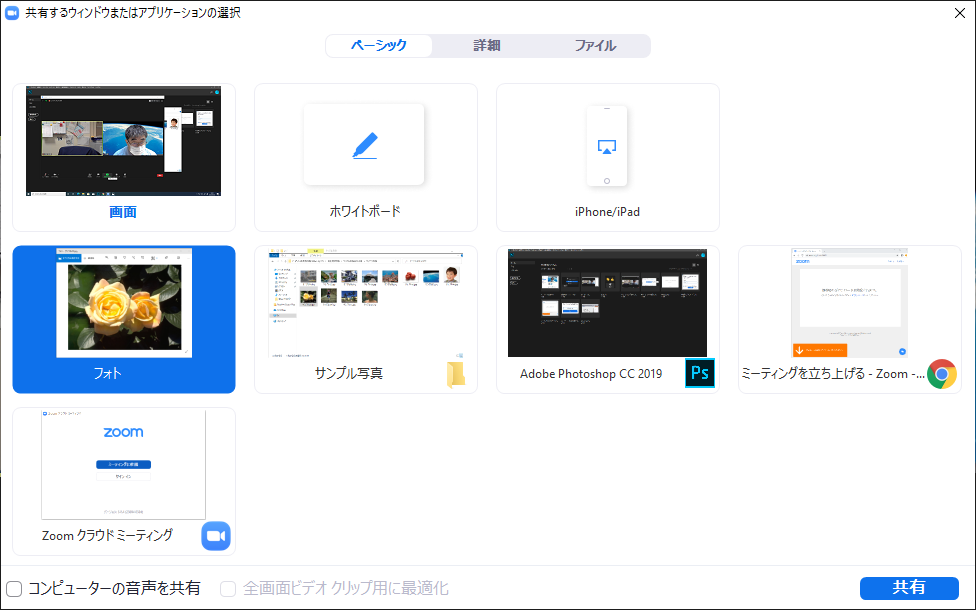 共有するウィンドウまたはアプリケーションの選択
ベーシック
詳細
ファイル
画面
ホワイトボード
iPhone/iPad
フォト
サンプル写真
Adobe Photoshop CC 2019
Ps
ミーティングを立ち上げる - Zoom -...
zoom
Zoom クラウド ミーティング
コンピューターの音声を共有
全画面ビデオ クリップ用に最適化
共有